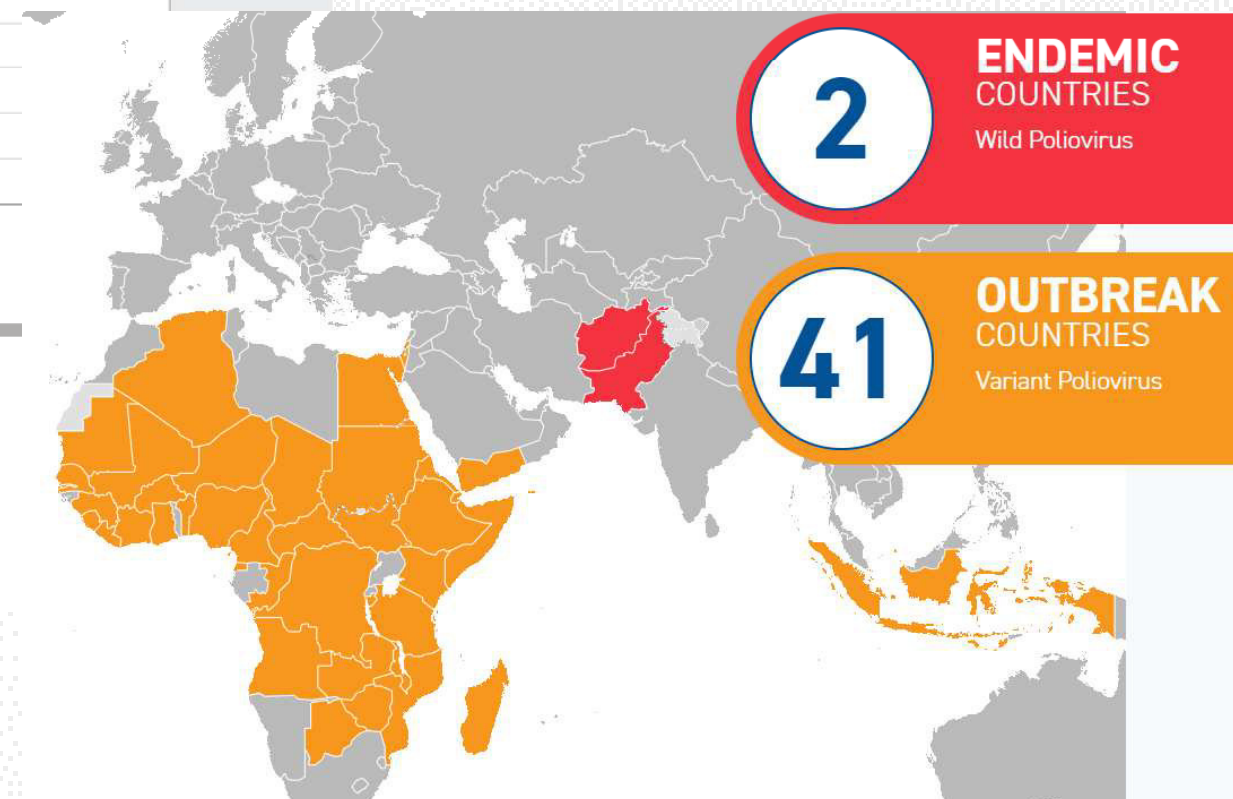 2
ENDEMIC
COUNTRIES
Wild Poliovirus
41
OUTBREAK
COUNTRIES
Variant Poliovirus